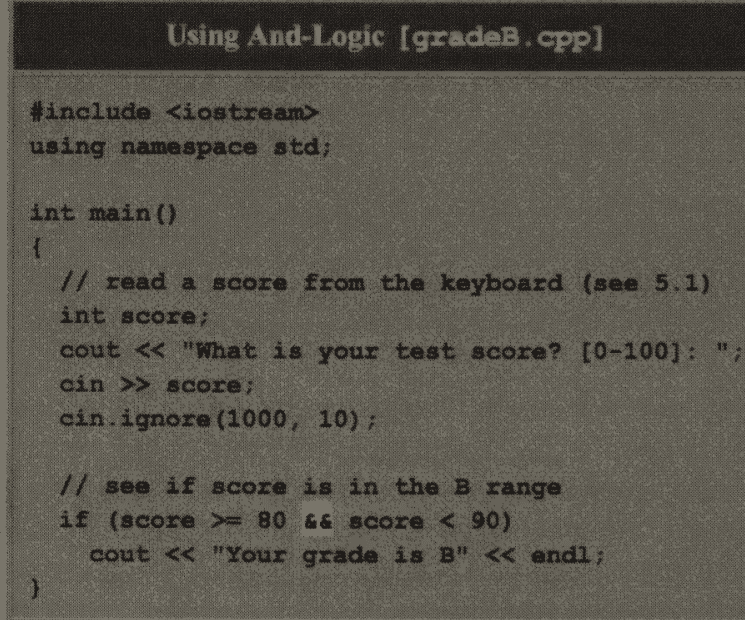 Using And-Logic [gradeB.cpp]
#include <iostream>
using namespace std;
int main()
{
// read a score from the keyboard (see 5.1)
int score;
cout << "What is your test score? [0-100]: ";
cin >> score;
cin.ignore(1000, 10);
// see if score is in the B range
if (score >= 80 && score < 90)
cout << "Your grade is B" << endl;
}